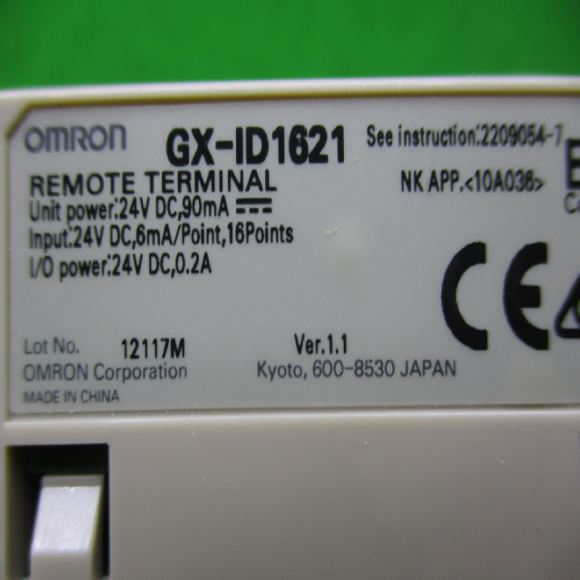 OMRON GX-ID1621 See instruction:2209054-7
REMOTE TERMINAL NK APP.<10A036>
Unit power:24V DC,90mA
Input:24V DC,6mA/Point,16Points
I/O power:24V DC,0.2A
CE
Lot No. 12117M Ver.1.1
OMRON Corporation Kyoto, 600-8530 JAPAN
MADE IN CHINA